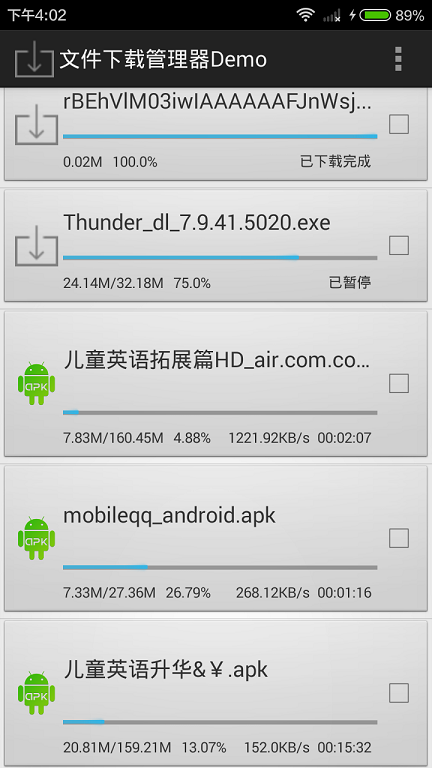 下午4:02 89%
文件下载管理器Demo
rBEhVlM03iwIAAAAAAFJnWsj...
0.02M 100.0% 已下载完成
Thunder_dl_7.9.41.5020.exe
24.14M/32.18M 75.0% 已暂停
儿童英语拓展篇HD_air.com.co...
APK
7.83M/160.45M 4.88% 1221.92KB/s 00:02:07
mobileqq_android.apk
APK
7.33M/27.36M 26.79% 268.12KB/s 00:01:16
儿童英语升华&￥.apk
APK
20.81M/159.21M 13.07% 152.0KB/s 00:15:32